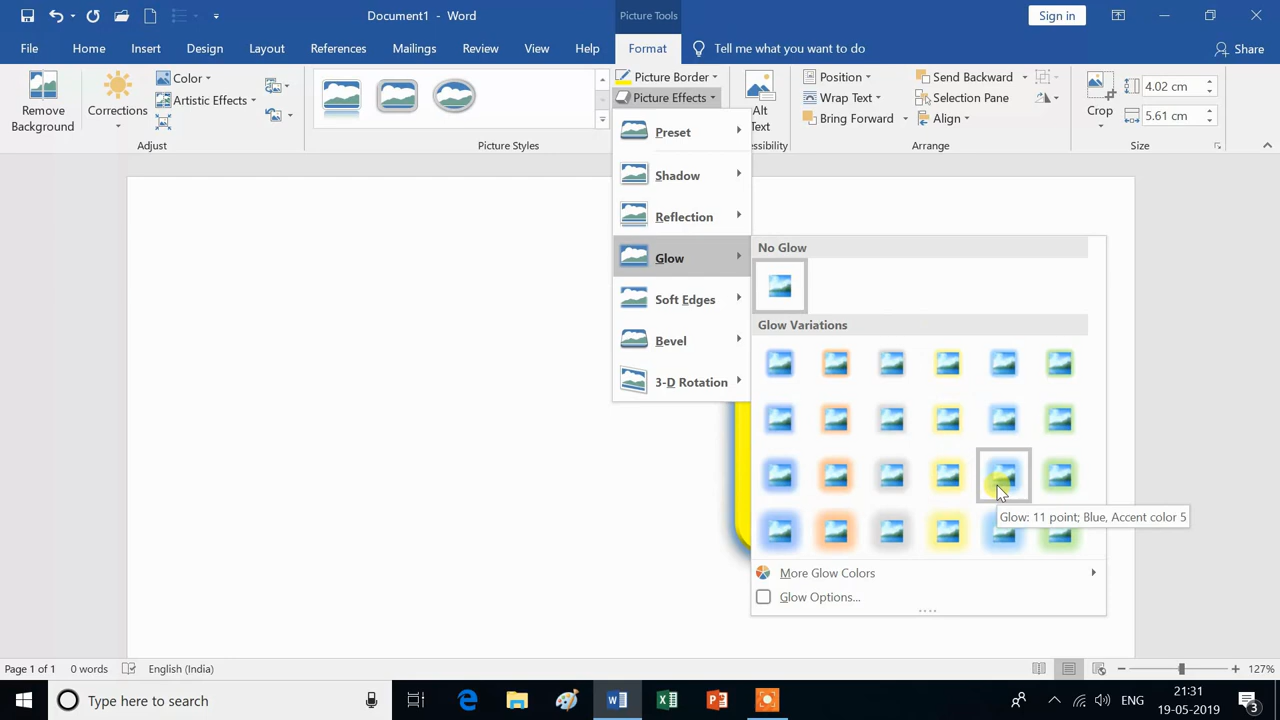 Document1 - Word
Picture Tools
Sign in
File
Home
Insert
Design
Layout
References
Mailings
Review
View
Help
Format
Tell me what you want to do
Share
Remove
Background
Corrections
Color
Artistic Effects
Adjust
Picture Styles
Picture Border
Picture Effects
Alt
Text
ibility
Position
Wrap Text
Bring Forward
Send Backward
Selection Pane
Align
Arrange
Crop
4.02 cm
5.61 cm
Size
Preset
Shadow
Reflection
Glow
Soft Edges
Bevel
3-D Rotation
No Glow
Glow Variations
Glow: 11 point; Blue, Accent color 5
More Glow Colors
Glow Options...
Page 1 of 1
0 words
English (India)
127%
Type here to search
ENG
21:31
19-05-2019
3